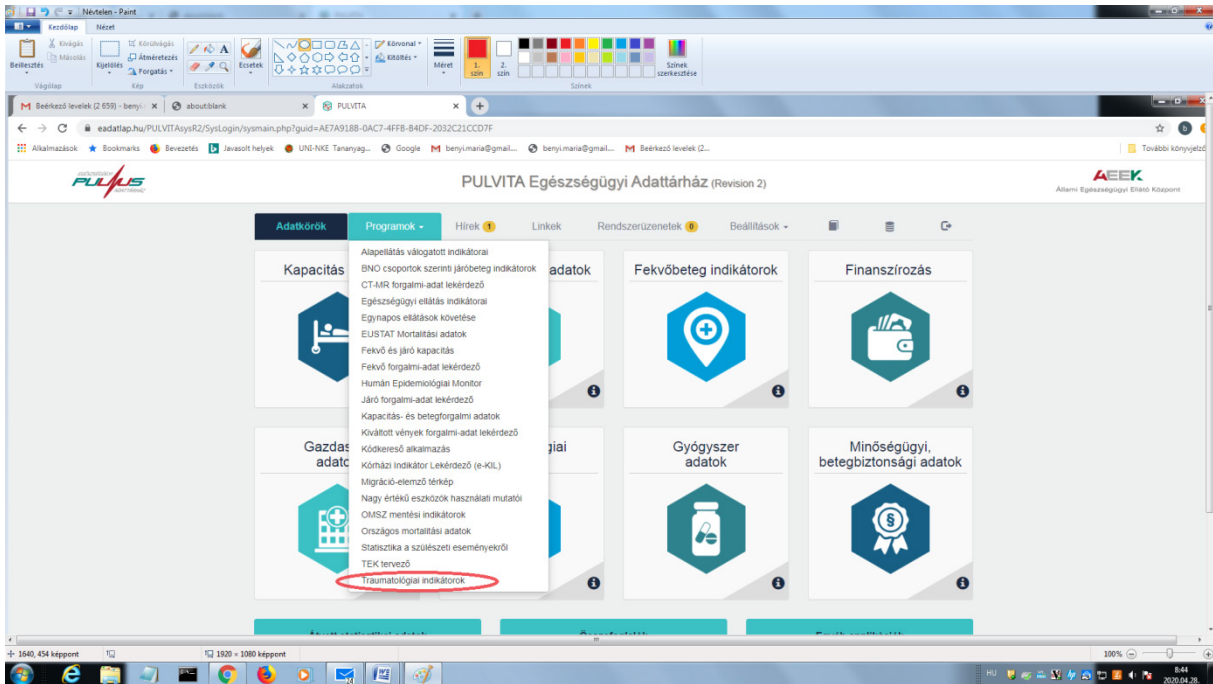 Névtelen - Paint
Kezdőlap Nézet
Beillesztés
Kivágás
Másolás
Vágólap
Kijelölés
Körülvágás
Átméretezés
Forgatás
Kép
A
Eszközök
Ecsetek
Alakzatok
Körvonal
Kitöltés
Méret
1. szín
2. szín
Színek szerkesztése
Színek
Beérkező levelek (2 659) - benyi. about:blank PULVITA
eadatlap.hu/PULVITAsysR2/SysLogin/sysmain.php?guid=AE7A918B-0AC7-4FFB-B4DF-2032C21CCD7F
Alkalmazások Bookmarks Bevezetés Javasolt helyek UNI-NKE Tananyag... Google benyi.maria@gmail... benyi.maria@gmail... Beérkező levelek (2...
További könyvjelző
PULVUS
PULVITA Egészségügyi Adattárház (Revision 2)
AEEK
Állami Egészségügyi Ellátó Központ
Adatkörök Programok Hírek 1 Linkek Rendszerüzenetek 0 Beállítások
Alapellátás válogatott indikátorai
BNO csoportok szerinti járóbeteg indikátorok
CT-MR forgalmi-adat lekérdező
Egészségügyi ellátás indikátorai
Egynapos ellátások követése
EUSTAT Mortalitási adatok
Fekvő és járó kapacitás
Fekvő forgalmi-adat lekérdező
Humán Epidemiológiai Monitor
Járó forgalmi-adat lekérdező
Kapacitás- és betegforgalmi adatok
Kiváltott vények forgalmi-adat lekérdező
Kódkereső alkalmazás
Kórházi Indikátor Lekérdező (e-KIL)
Migráció-elemző térkép
Nagy értékű eszközök használati mutatói
OMSZ mentési indikátorok
Országos mortalitási adatok
Statisztika a szülészeti eseményekről
TEK tervező
Traumatológiai indikátorok
Kapacitás adatok Fekvőbeteg indikátorok Finanszírozás
Gazdas
adato
giai
Gyógyszer
adatok
Minőségügyi,
betegbiztonsági adatok
1640, 454 képpont 1920 × 1080 képpont 100%
HU 8:44
2020.04.28.